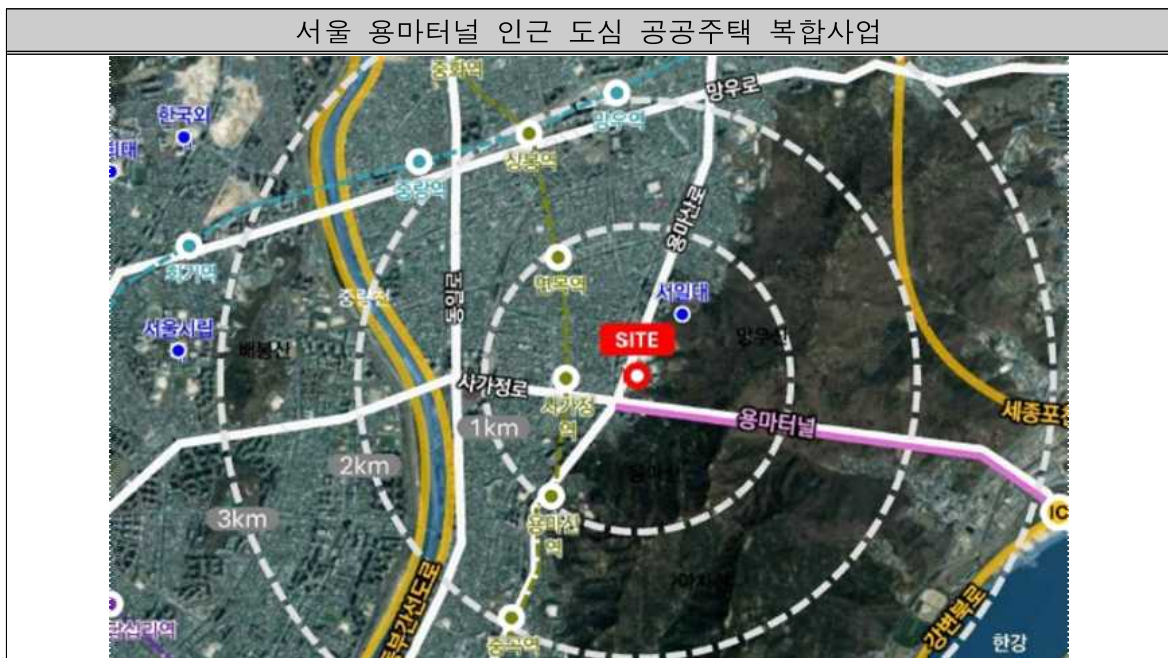 서울 용마터널 인근 도심 공공주택 복합사업
중화역
망우로
한국외
망우역
상봉역
중랑역
용마산로
회기역
면목역
중랑천
동일로
서일대
서울시립
배봉산
SITE
망우산
사가정로
사가정
역
세종포천
용마터널
1km
2km
3km
용마산
역
IC
강변북로
동부간선도로
중곡역
한강